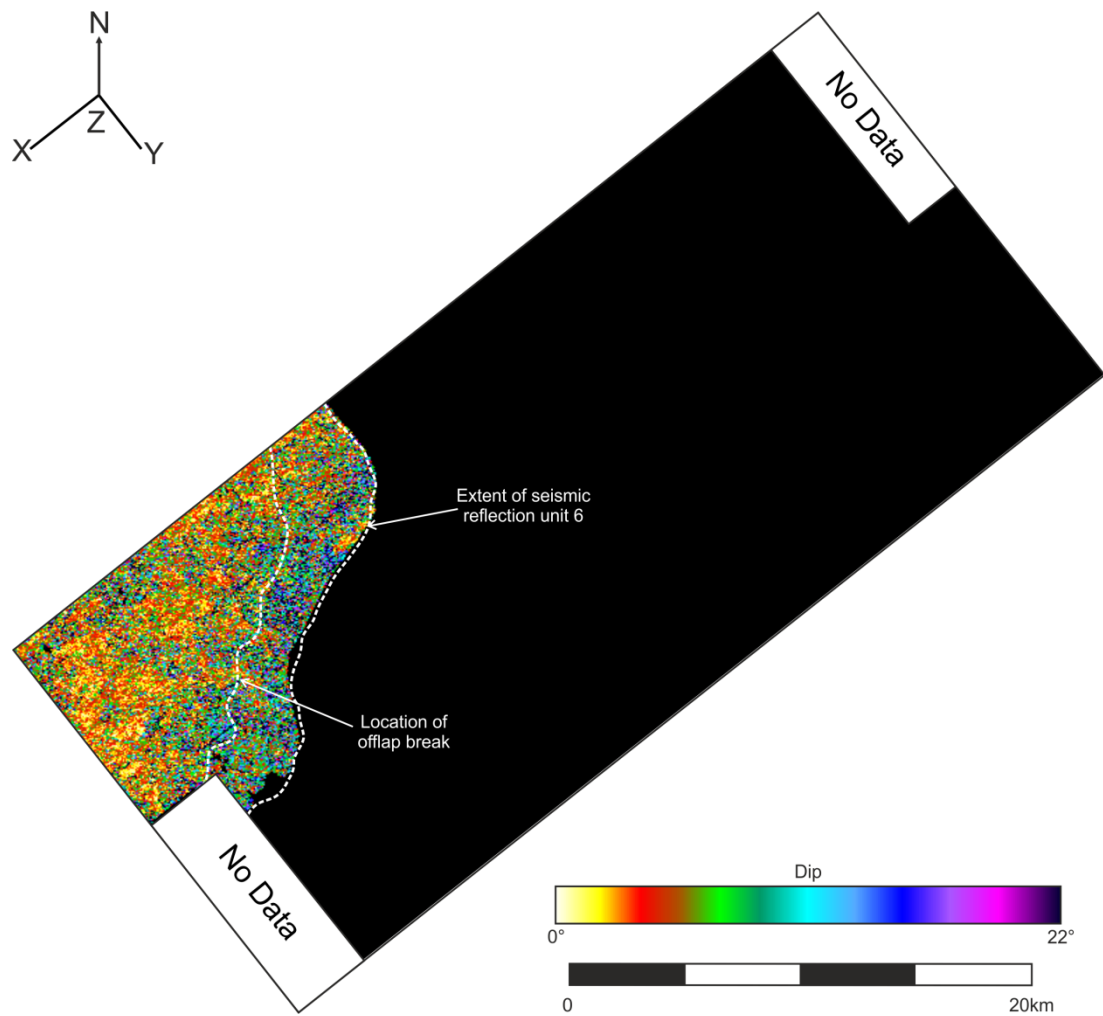 N
X
Z
Y
No Data
Extent of seismic
reflection unit 6
Location of
offlap break
No Data
Dip
0°
22°
0
20km